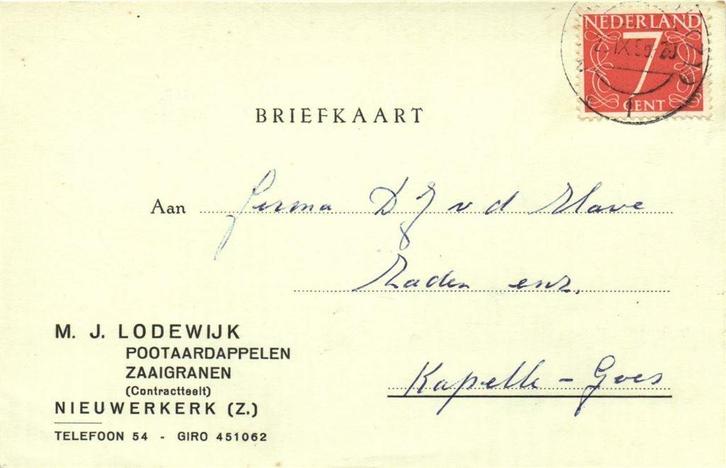 NEDERLAND
7
CENT
BRIEFKAART
Aan Firma D J v d Have
Zaden enz.
Kapelle - Goes
M. J. LODEWIJK
POOTAARDAPPELEN
ZAAIGRANEN
(Contractteelt)
NIEUWERKERK (Z.)
TELEFOON 54 - GIRO 451062